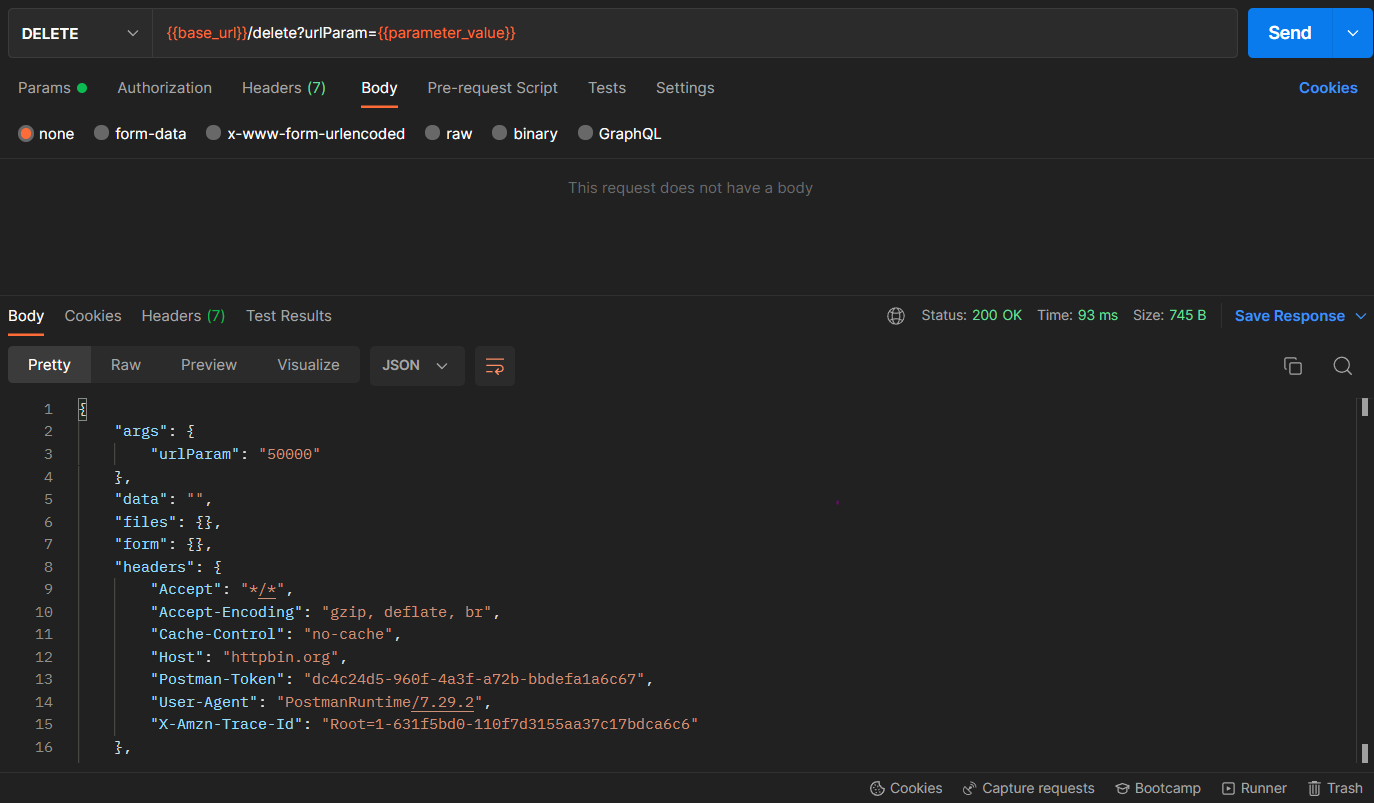 DELETE {{base_url}}/delete?urlParam={{parameter_value}} Send
Params Authorization Headers (7) Body Pre-request Script Tests Settings Cookies
none form-data x-www-form-urlencoded raw binary GraphQL
This request does not have a body
Body Cookies Headers (7) Test Results Status: 200 OK Time: 93 ms Size: 745 B Save Response
Pretty Raw Preview Visualize JSON
1 {
2 "args": {
3 "urlParam": "50000"
4 },
5 "data": "",
6 "files": {},
7 "form": {},
8 "headers": {
9 "Accept": "*/*",
10 "Accept-Encoding": "gzip, deflate, br",
11 "Cache-Control": "no-cache",
12 "Host": "httpbin.org",
13 "Postman-Token": "dc4c24d5-960f-4a3f-a72b-bbdefa1a6c67",
14 "User-Agent": "PostmanRuntime/7.29.2",
15 "X-Amzn-Trace-Id": "Root=1-631f5bd0-110f7d3155aa37c17bdca6c6"
16 },
Cookies Capture requests Bootcamp Runner Trash